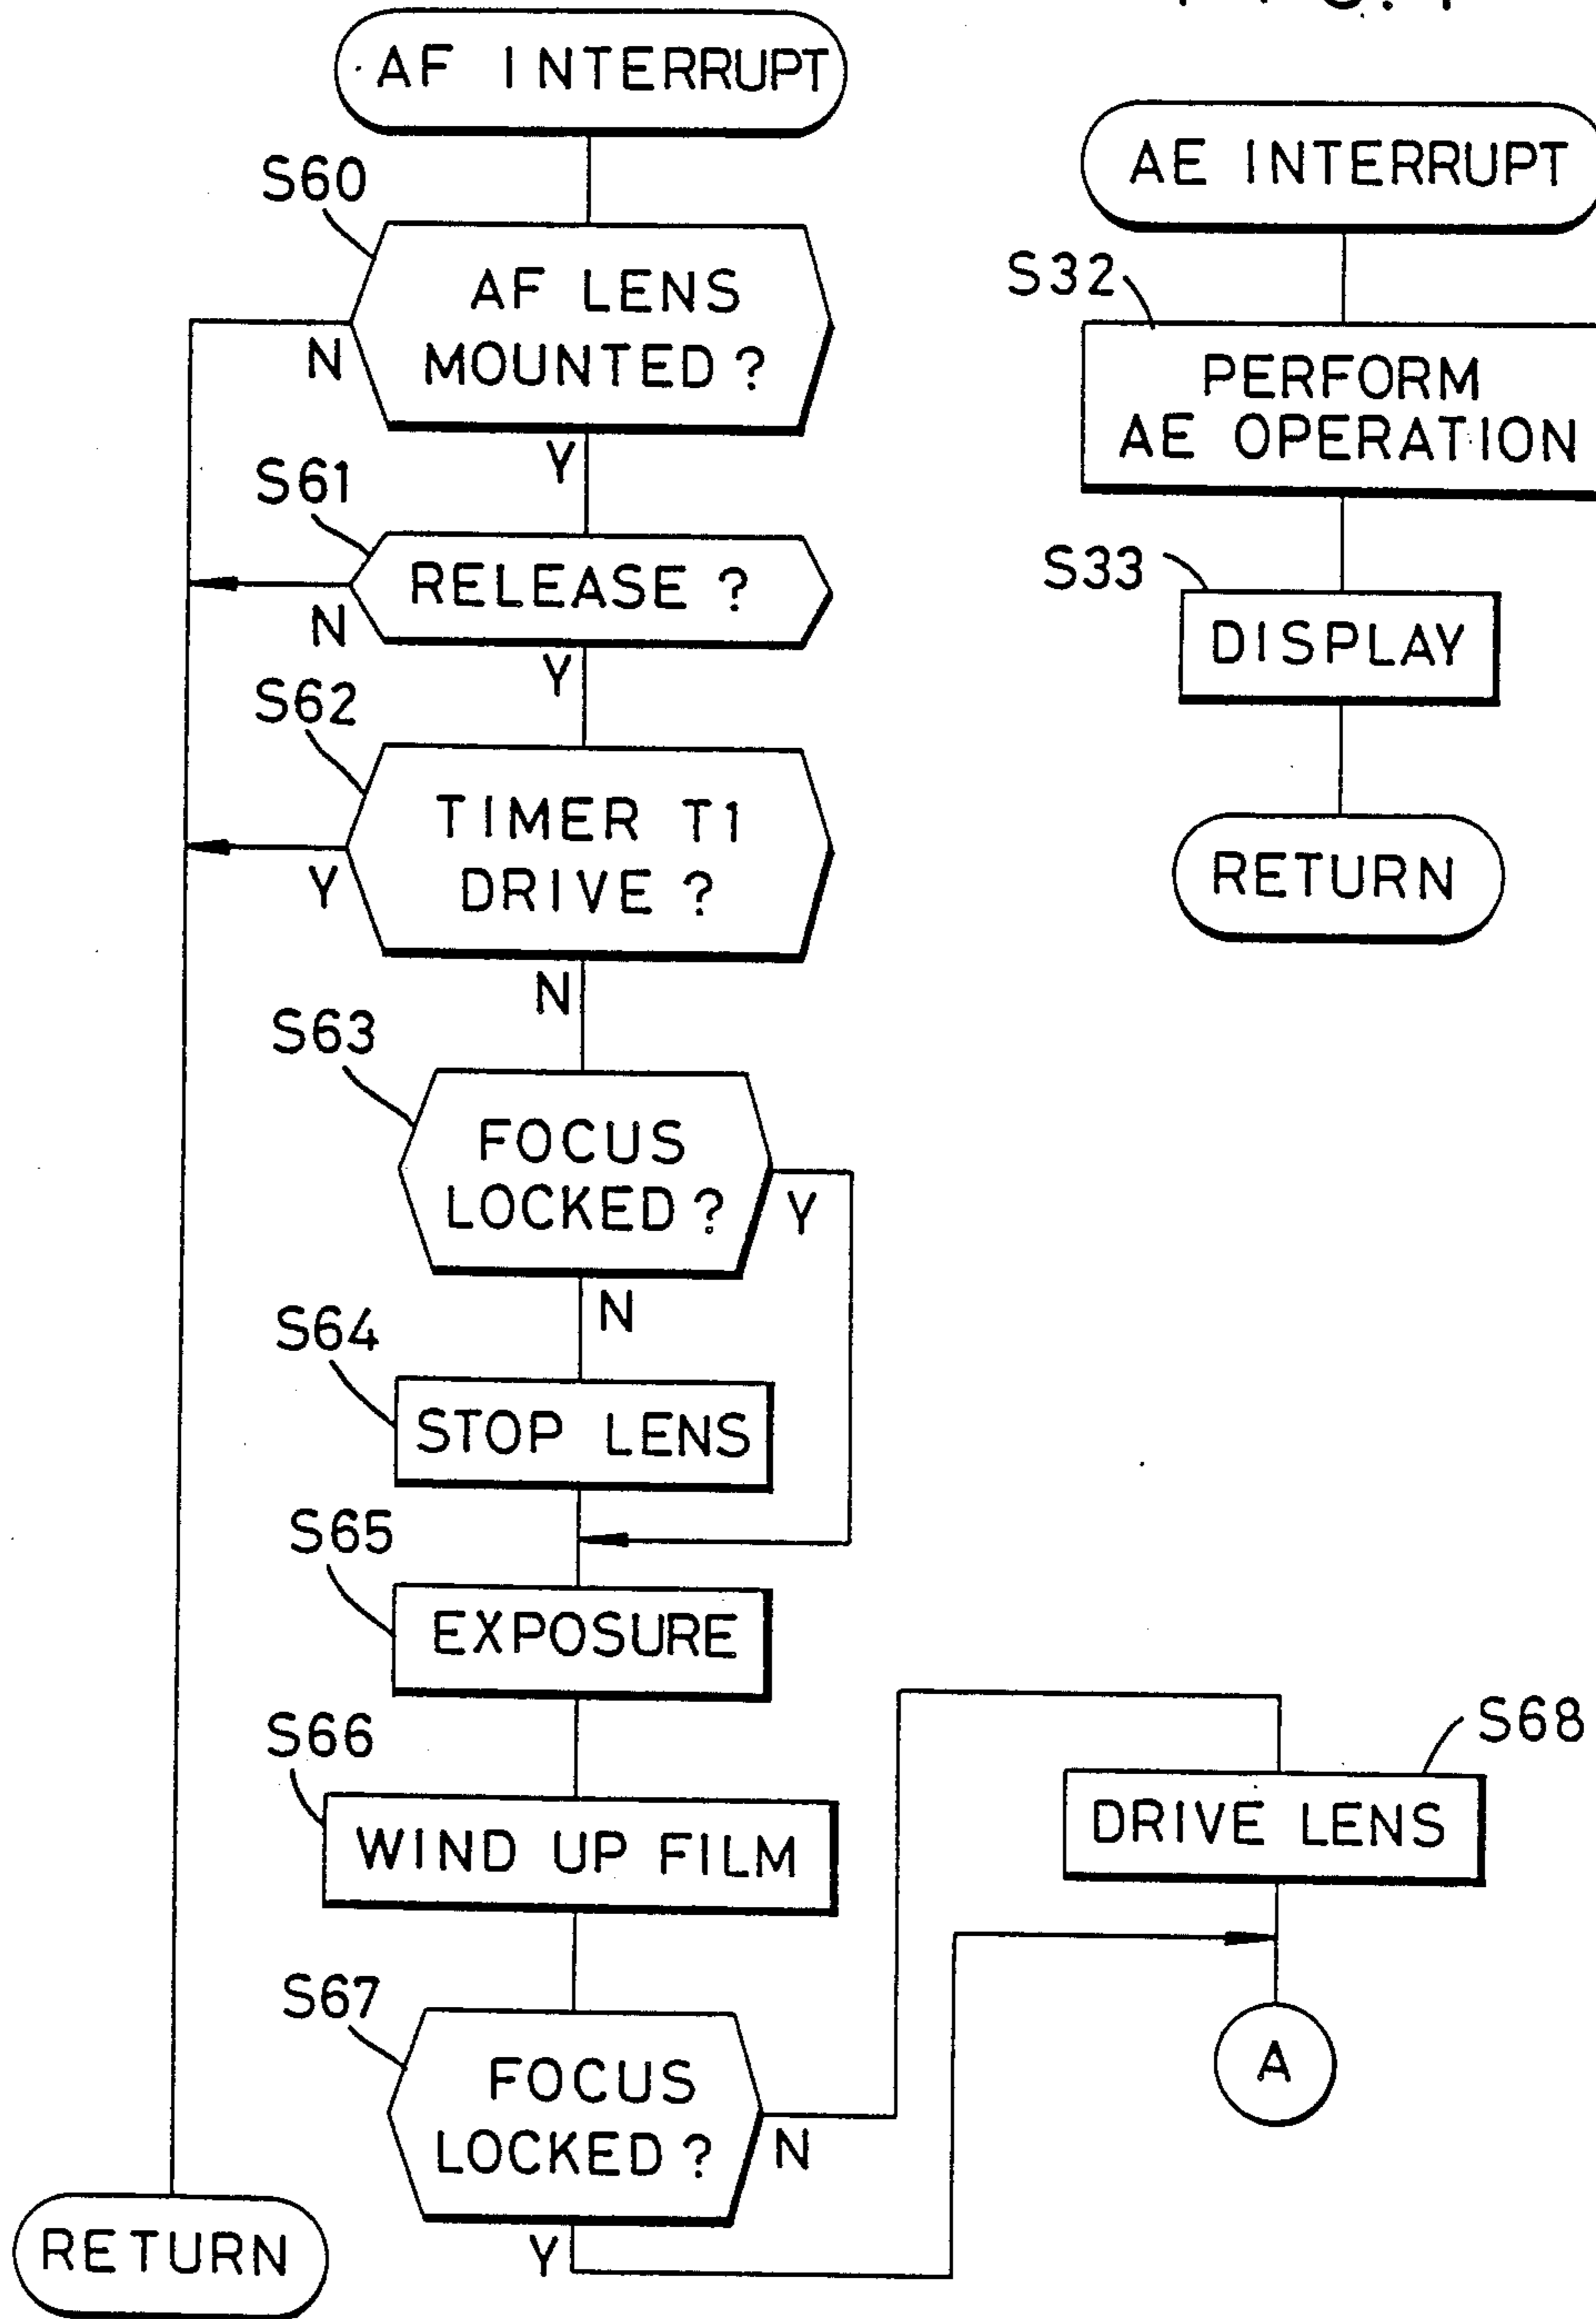 AF INTERRUPT
S60
AF LENS
MOUNTED ?
N
Y
S61
RELEASE ?
N
Y
S62
TIMER T1
DRIVE ?
Y
N
S63
FOCUS
LOCKED ?
Y
N
S64
STOP LENS
S65
EXPOSURE
S66
WIND UP FILM
S67
FOCUS
LOCKED ?
N
Y
RETURN
S68
DRIVE LENS
A
AE INTERRUPT
S32
PERFORM
AE OPERATION
S33
DISPLAY
RETURN